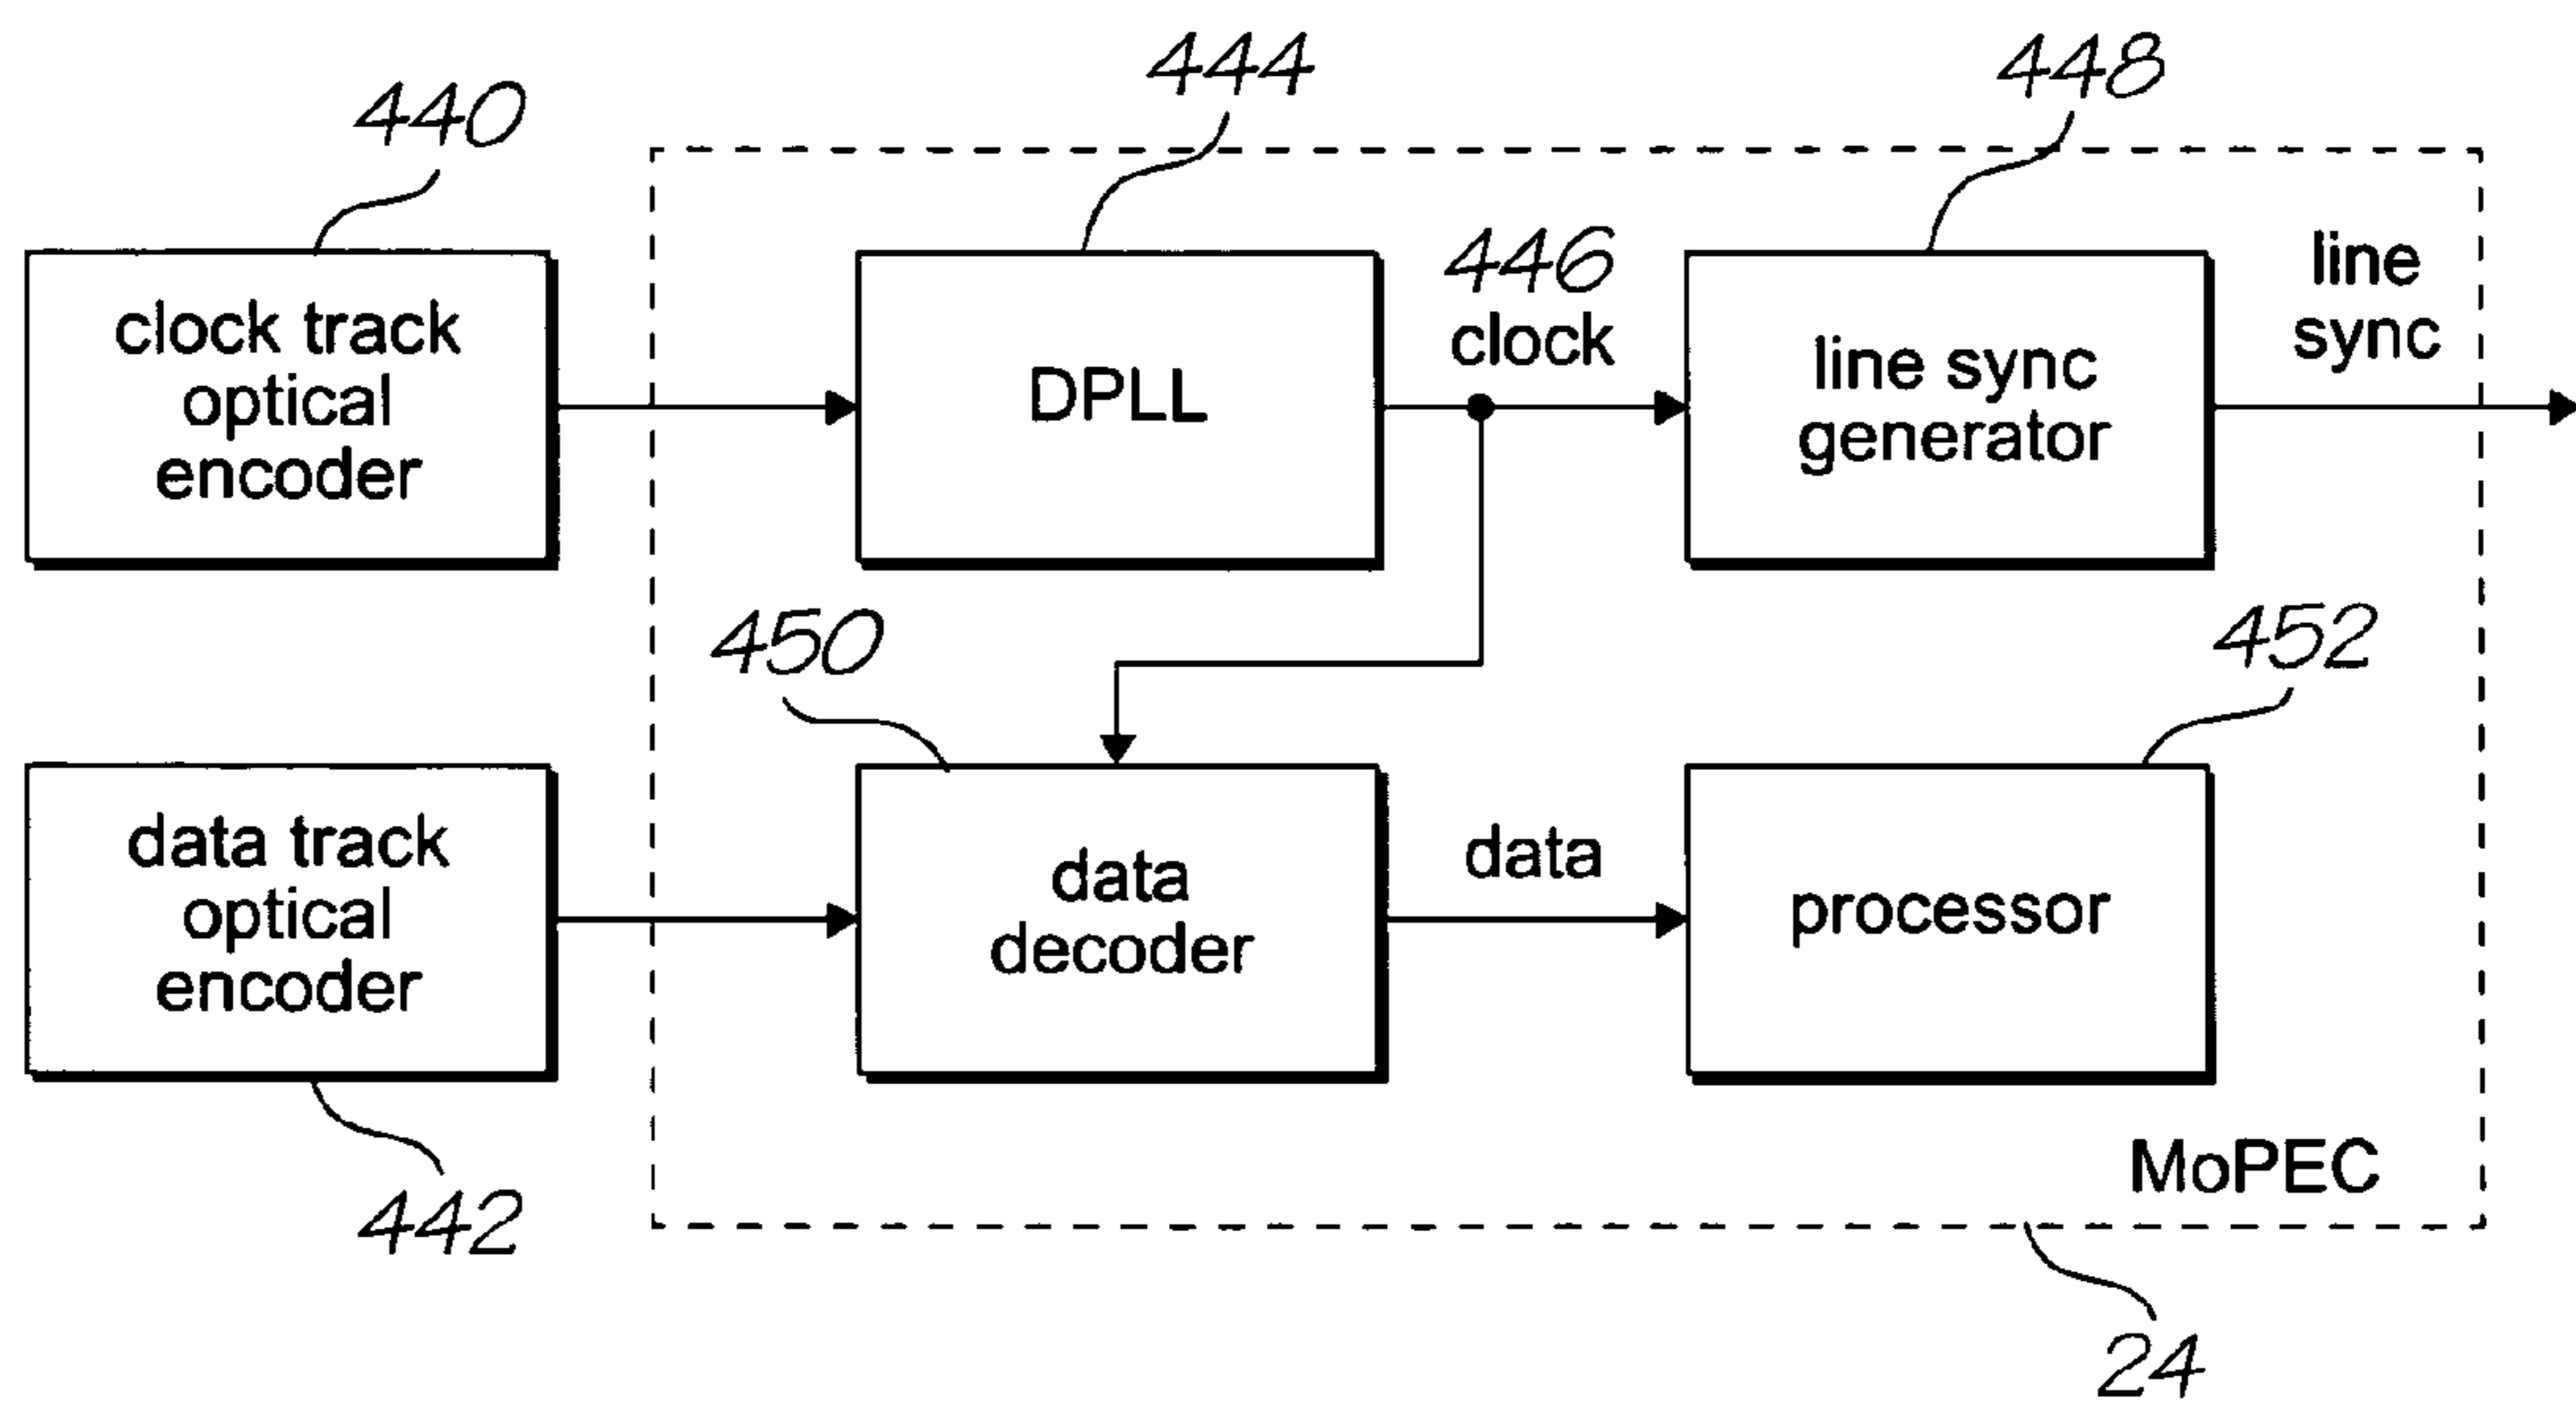 440
444
448
clock track
optical
encoder
DPLL
446
clock
line sync
generator
line
sync
450
452
data track
optical
encoder
data
decoder
data
processor
442
MoPEC
24